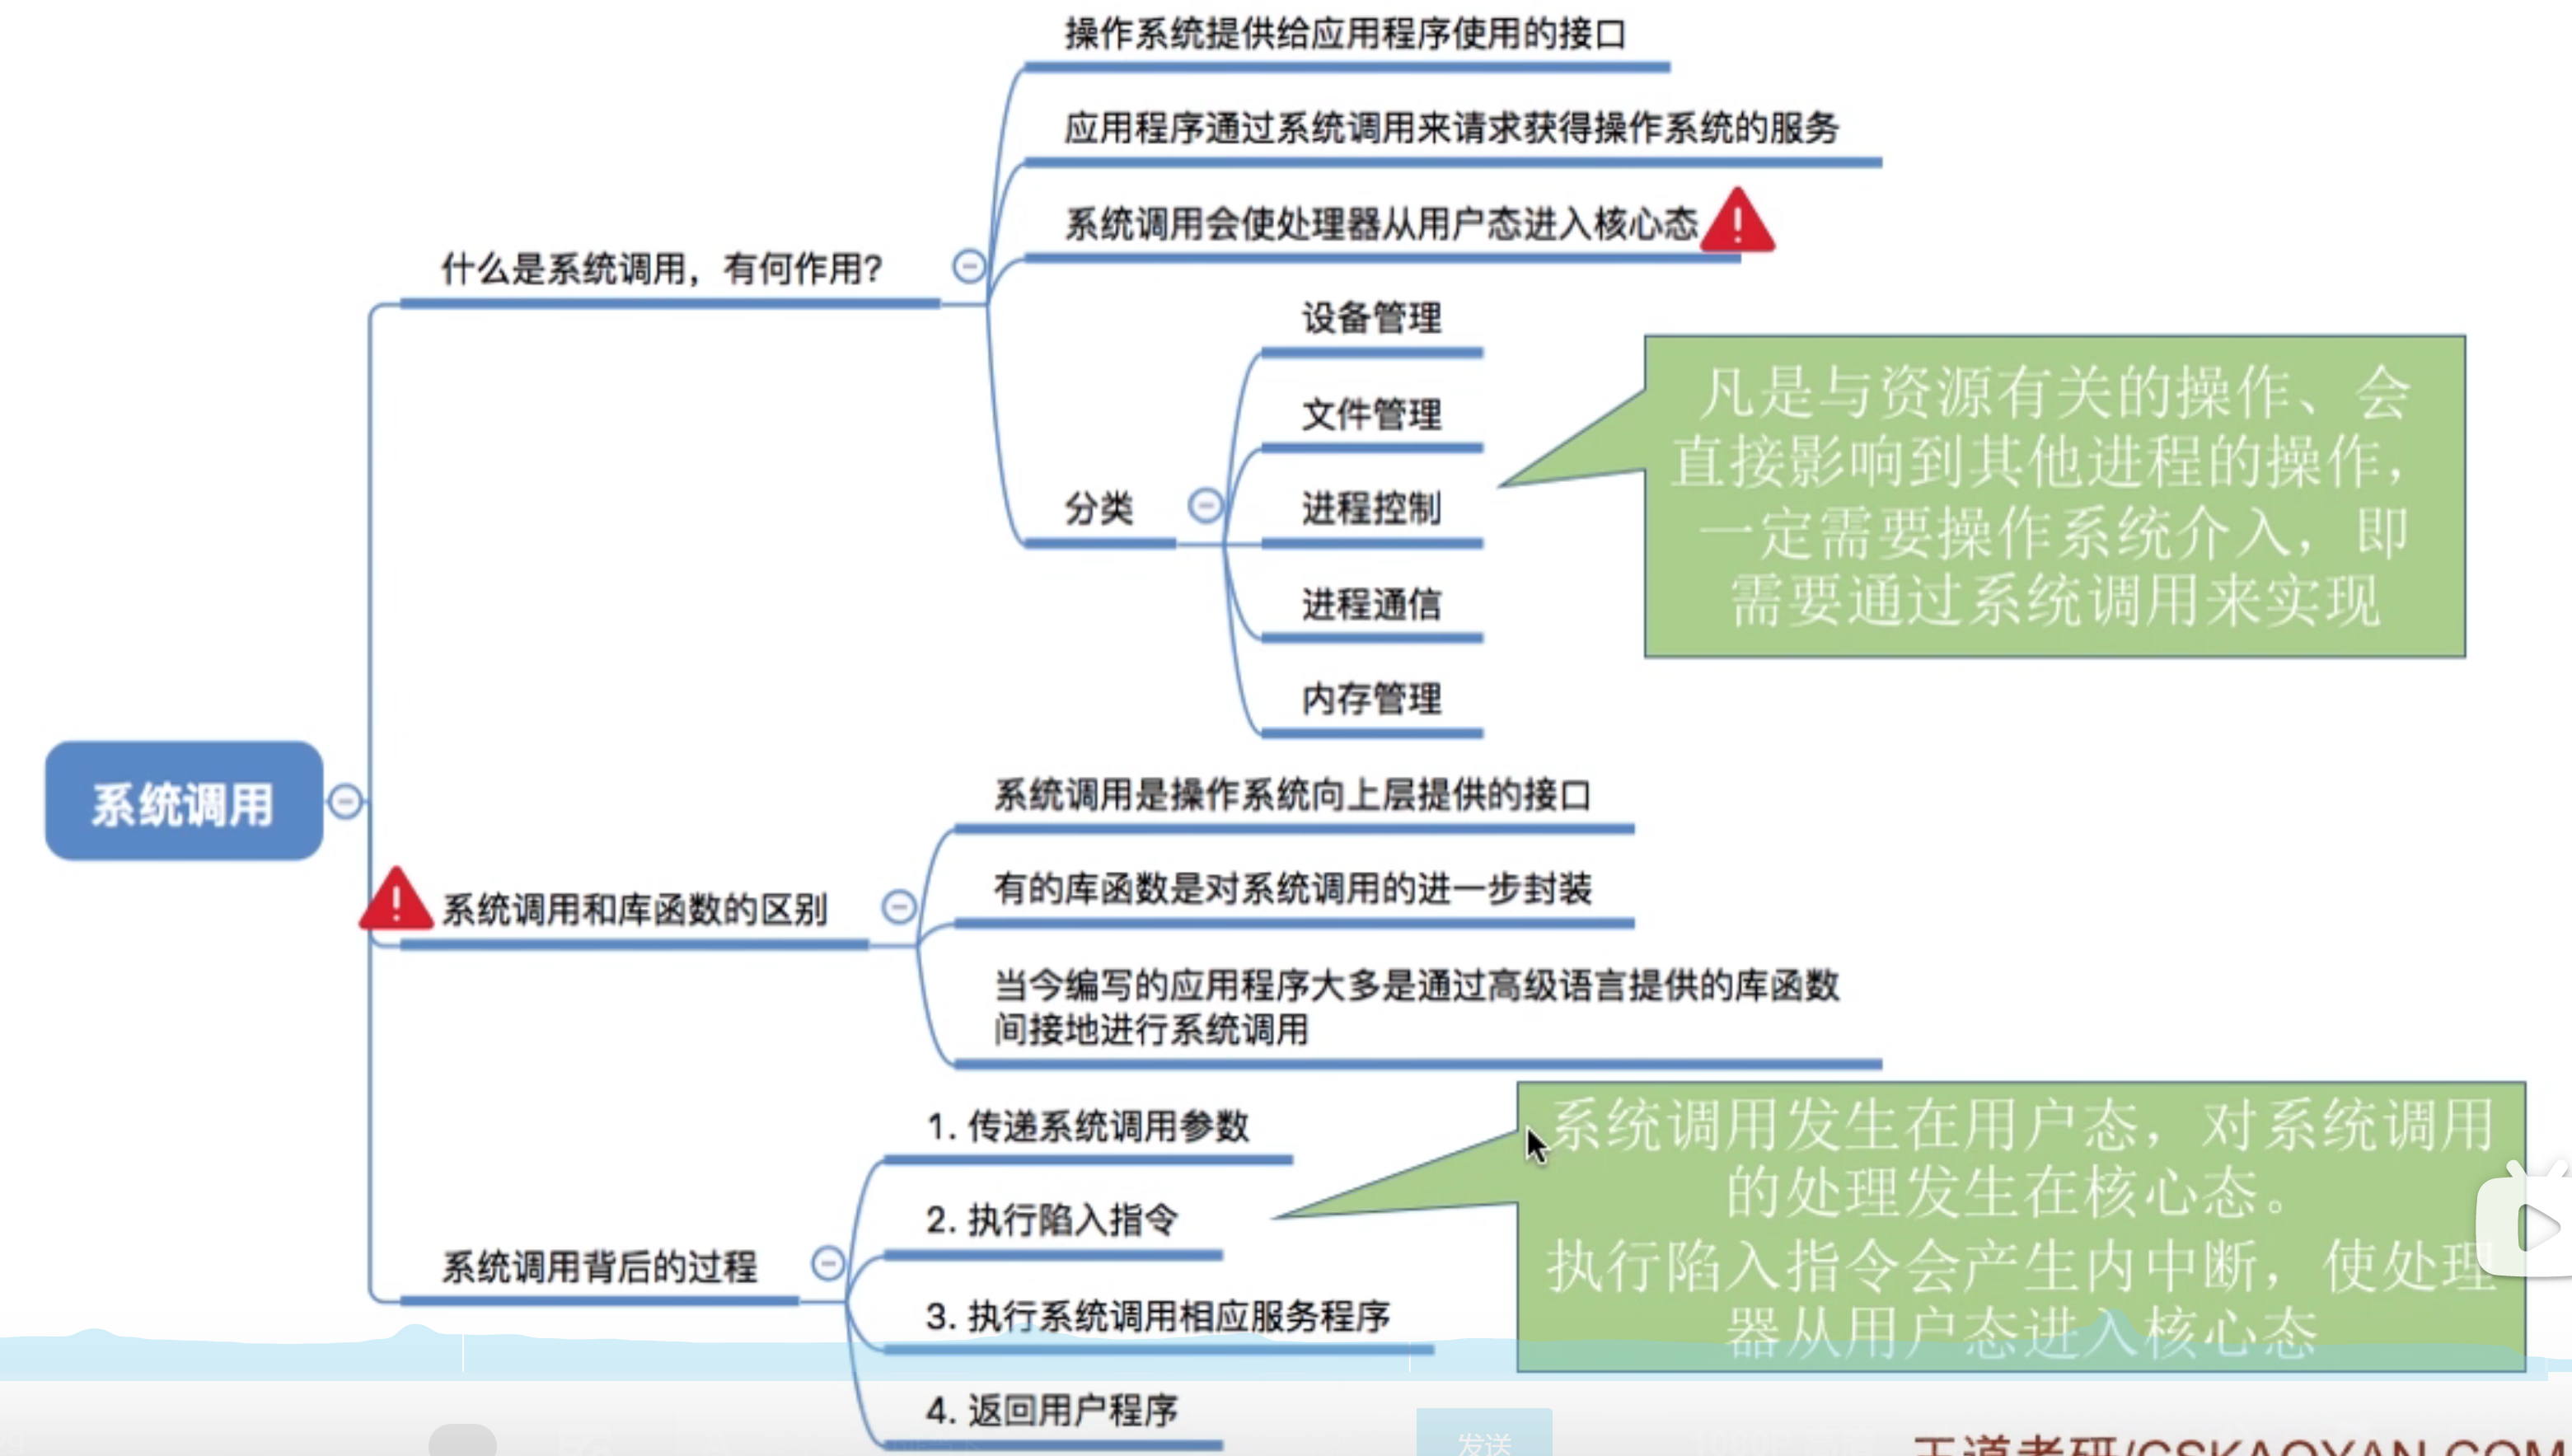 操作系统提供给应用程序使用的接口
应用程序通过系统调用来请求获得操作系统的服务
系统调用会使处理器从用户态进入核心态
什么是系统调用，有何作用?
设备管理
文件管理
分类
进程控制
进程通信
内存管理
凡是与资源有关的操作、会
直接影响到其他进程的操作，
一定需要操作系统介入，即
需要通过系统调用来实现
系统调用
系统调用是操作系统向上层提供的接口
系统调用和库函数的区别
有的库函数是对系统调用的进一步封装
当今编写的应用程序大多是通过高级语言提供的库函数
间接地进行系统调用
1. 传递系统调用参数
2. 执行陷入指令
系统调用背后的过程
3. 执行系统调用相应服务程序
4. 返回用户程序
系统调用发生在用户态，对系统调用
的处理发生在核心态。
执行陷入指令会产生内中断，使处理
器从用户态进入核心态
发送
王道考研/CSKAOYAN.COM